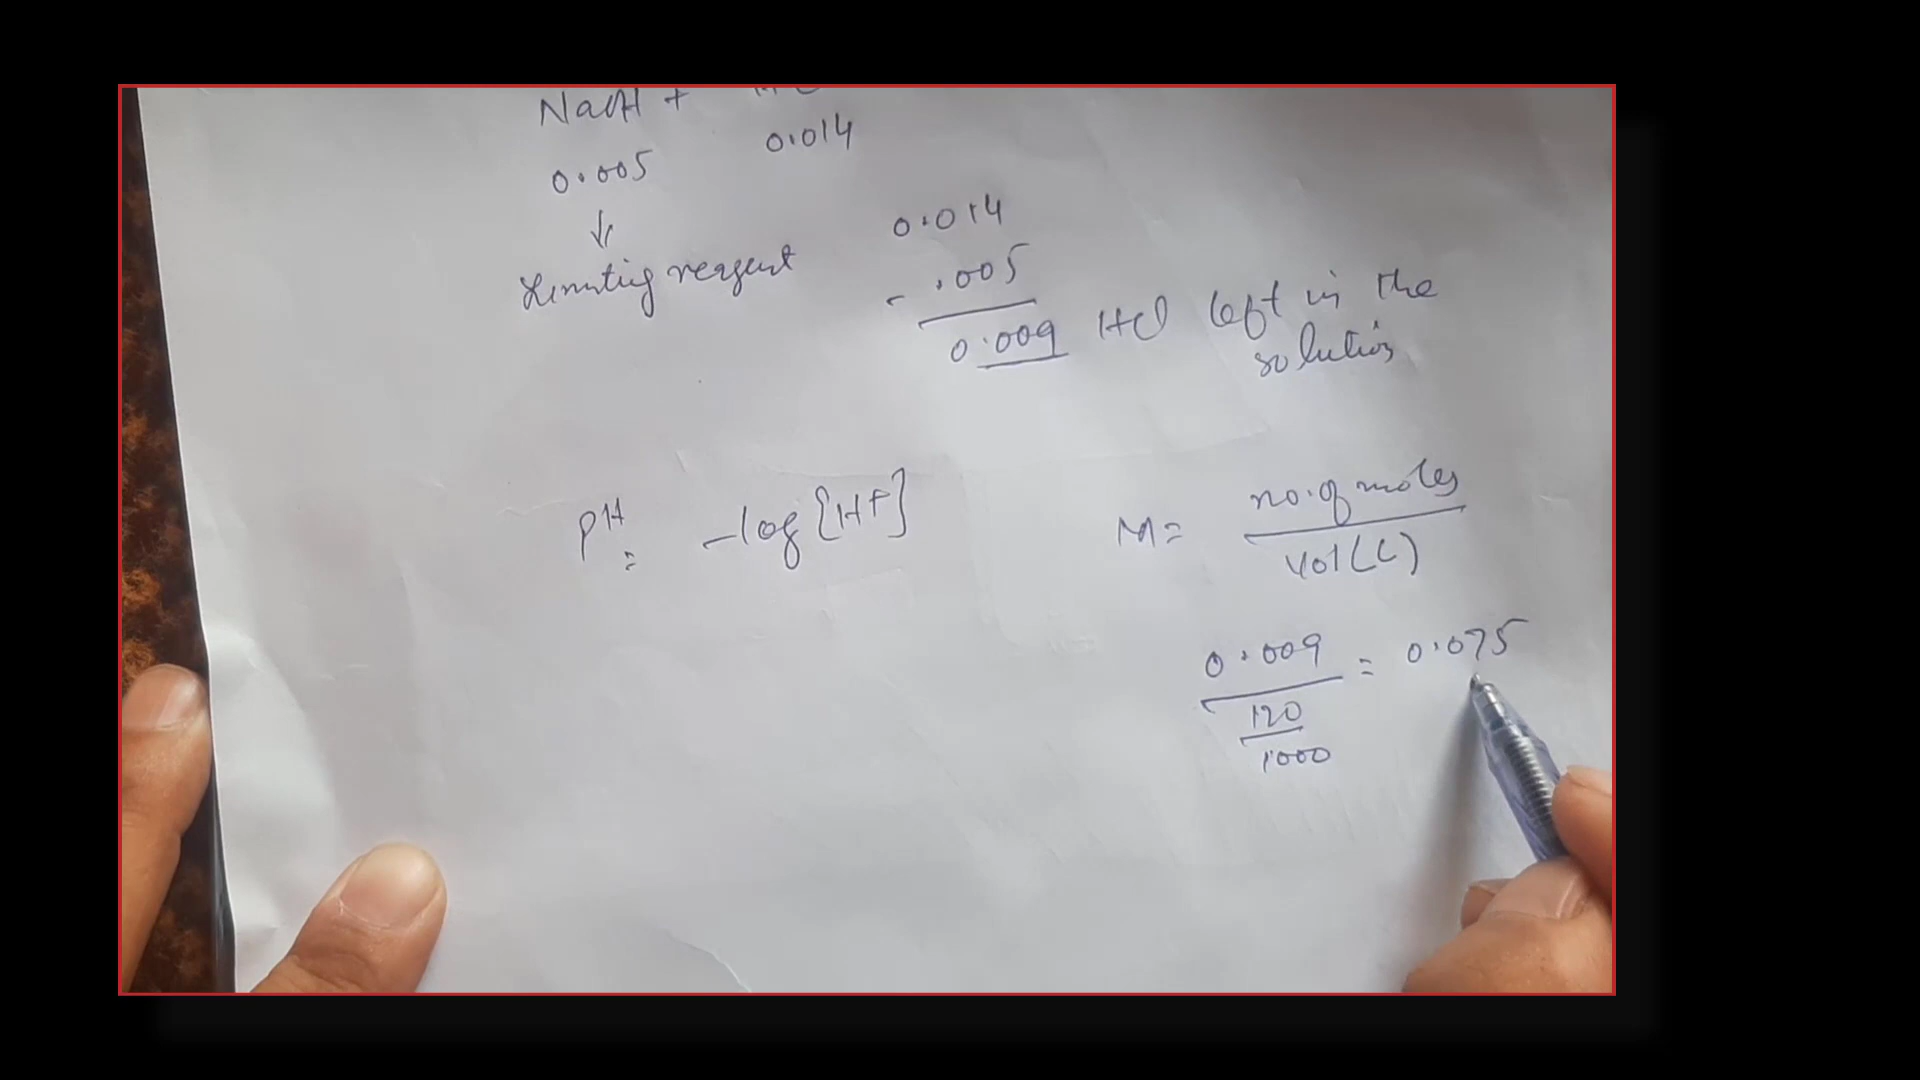 NaOH +
0.005 0.014
Limiting reagent
0.014
- .005
0.009 HCl left in the
solution
pH = -log[H+]
M = no. of moles
vol(L)
0.009 = 0.075
120
1000